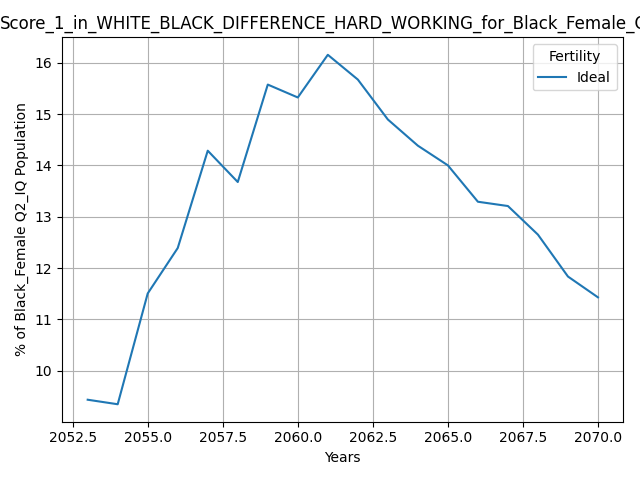 Score_1_in_WHITE_BLACK_DIFFERENCE_HARD_WORKING_for_Black_Female_
Fertility
Ideal
% of Black_Female Q2_IQ Population
16
15
14
13
12
11
10
2052.5 2055.0 2057.5 2060.0 2062.5 2065.0 2067.5 2070.0
Years